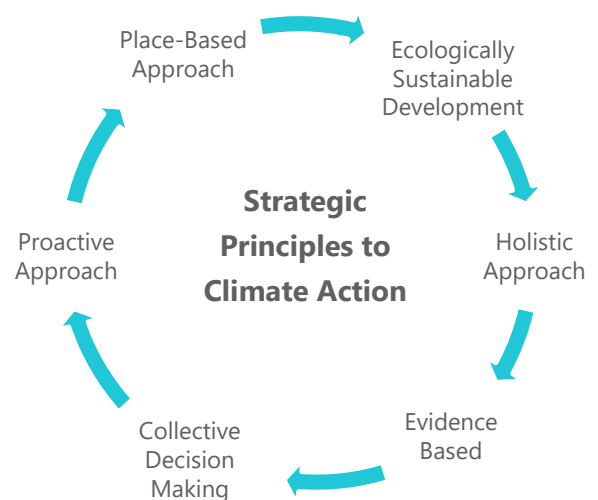 Place-Based
Approach
Ecologically
Sustainable
Development
Strategic
Principles to
Climate Action
Holistic
Approach
Evidence
Based
Collective
Decision
Making
Proactive
Approach